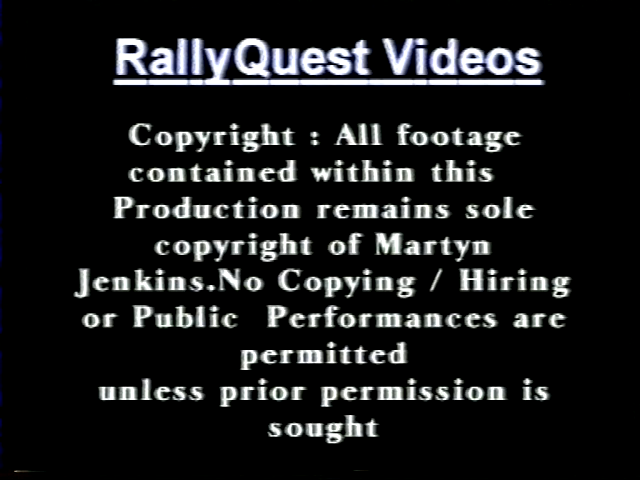 RallyQuest Videos
Copyright : All footage
contained within this
Production remains sole
copyright of Martyn
Jenkins.No Copying / Hiring
or Public  Performances are
permitted
unless prior permission is
sought